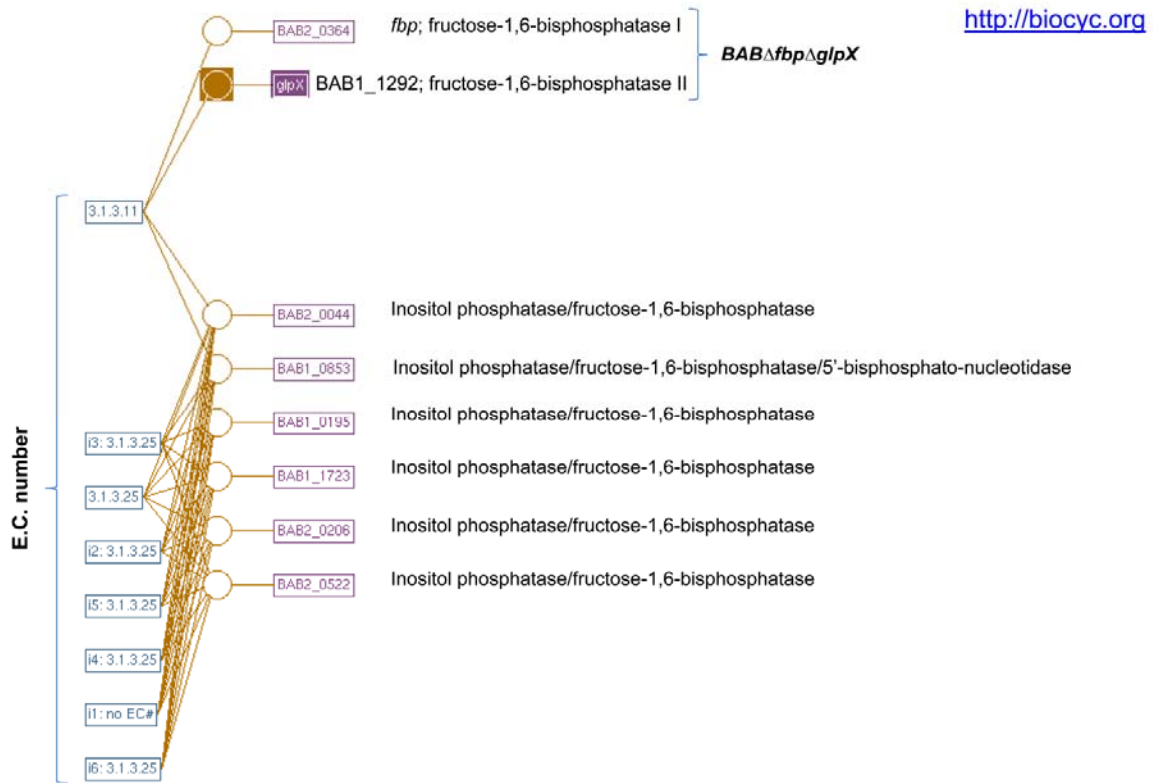 http://biocyc.org
BAB2_0364 fbp; fructose-1,6-bisphosphatase I
BABΔfbpΔglpX
glpX BAB1_1292; fructose-1,6-bisphosphatase II
3.1.3.11
BAB2_0044 Inositol phosphatase/fructose-1,6-bisphosphatase
BAB1_0853 Inositol phosphatase/fructose-1,6-bisphosphatase/5'-bisphosphato-nucleotidase
BAB1_0195 Inositol phosphatase/fructose-1,6-bisphosphatase
i3: 3.1.3.25
BAB1_1723 Inositol phosphatase/fructose-1,6-bisphosphatase
3.1.3.25
E.C. number
BAB2_0206 Inositol phosphatase/fructose-1,6-bisphosphatase
i2: 3.1.3.25
BAB2_0522 Inositol phosphatase/fructose-1,6-bisphosphatase
i5: 3.1.3.25
i4: 3.1.3.25
i1: no EC#
i6: 3.1.3.25